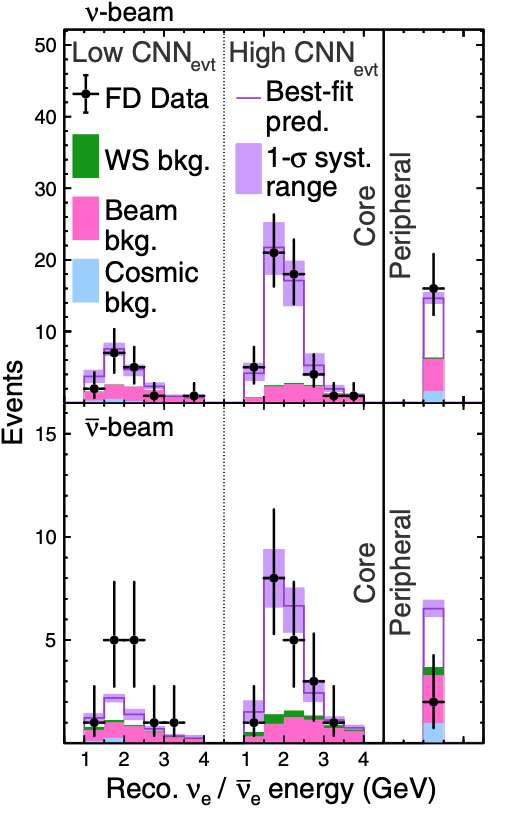 ν-beam
50
Low CNNevt
High CNNevt
FD Data
Best-fit
pred.
40
WS bkg.
1-σ syst.
range
30
Beam
bkg.
Core
Peripheral
20
Cosmic
bkg.
10
Events
ν̅-beam
15
10
Core
Peripheral
5
1 2 3 4 1 2 3 4
Reco. νe / ν̅e energy (GeV)